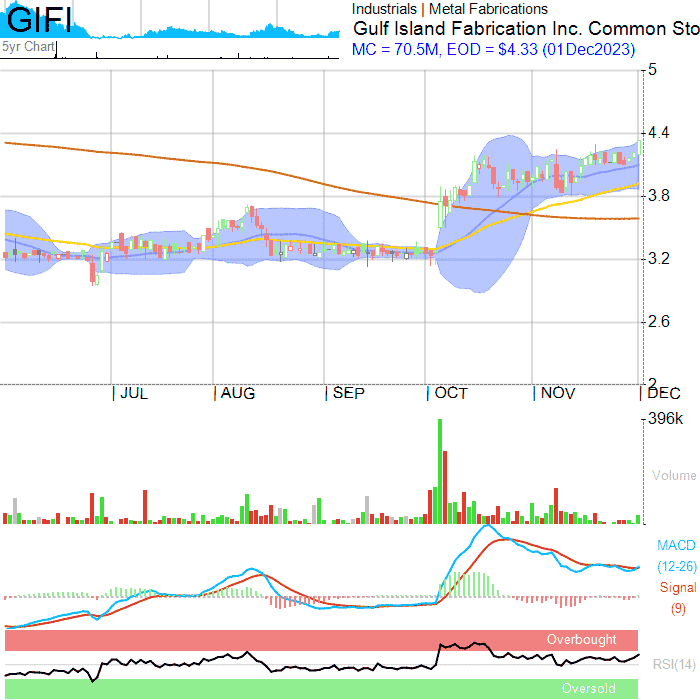 GIFI
5yr Chart
Industrials | Metal Fabrications
Gulf Island Fabrication Inc. Common Sto
MC = 70.5M, EOD = $4.33 (01Dec2023)
5
4.4
3.8
3.2
2.6
2
JUL AUG SEP OCT NOV DEC
396k
Volume
MACD
(12-26)
Signal
(9)
Overbought
RSI(14)
Oversold